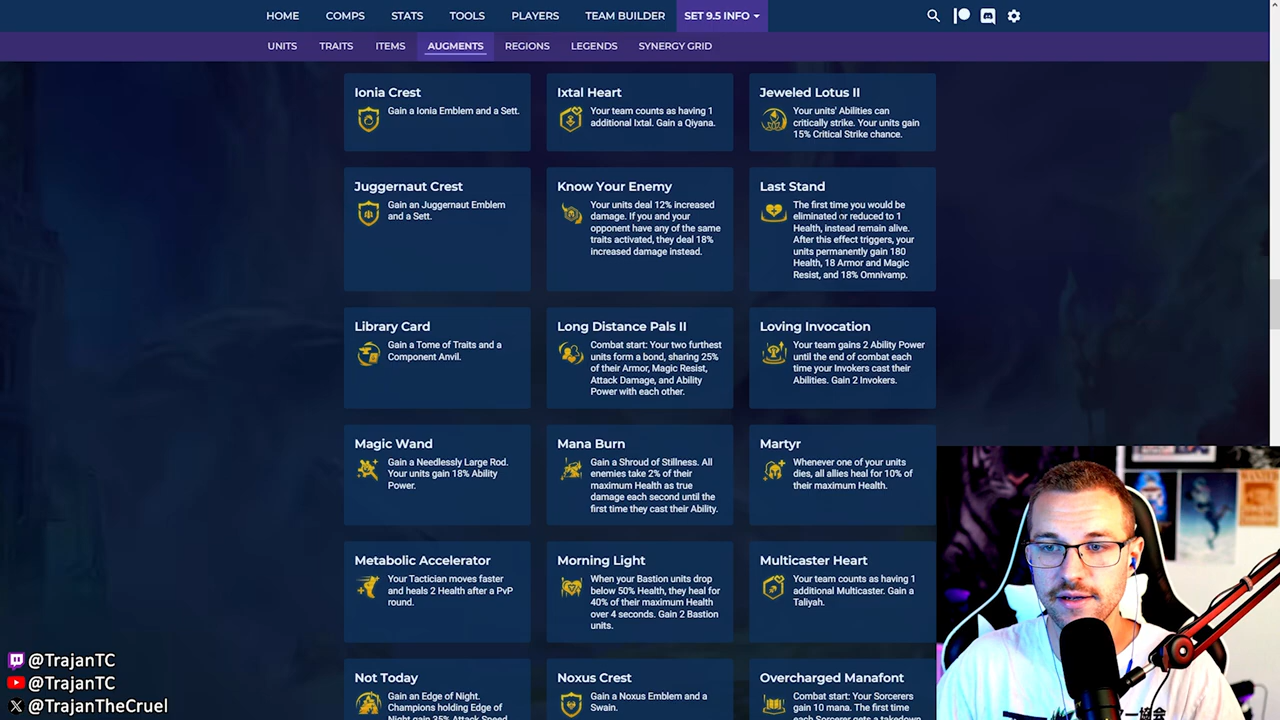 HOME COMPS STATS TOOLS PLAYERS TEAM BUILDER SET 9.5 INFO
UNITS TRAITS ITEMS AUGMENTS REGIONS LEGENDS SYNERGY GRID
Ionia Crest
Gain a Ionia Emblem and a Sett.
Ixtal Heart
Your team counts as having 1
additional Ixtal. Gain a Qiyana.
Jeweled Lotus II
Your units' Abilities can
critically strike. Your units gain
15% Critical Strike chance.
Juggernaut Crest
Gain an Juggernaut Emblem
and a Sett.
Know Your Enemy
Your units deal 12% increased
damage. If you and your
opponent have any of the same
traits activated, they deal 18%
increased damage instead.
Last Stand
The first time you would be
eliminated or reduced to 1
Health, instead remain alive.
After this effect triggers, your
units permanently gain 180
Health, 18 Armor and Magic
Resist, and 18% Omnivamp.
Library Card
Gain a Tome of Traits and a
Component Anvil.
Long Distance Pals II
Combat start: Your two furthest
units form a bond, sharing 25%
of their Armor, Magic Resist,
Attack Damage, and Ability
Power with each other.
Loving Invocation
Your team gains 2 Ability Power
until the end of combat each
time your Invokers cast their
Abilities. Gain 2 Invokers.
Magic Wand
Gain a Needlessly Large Rod.
Your units gain 18% Ability
Power.
Mana Burn
Gain a Shroud of Stillness. All
enemies take 2% of their
maximum Health as true
damage each second until the
first time they cast their Ability.
Martyr
Whenever one of your units
dies, all allies heal for 10% of
their maximum Health.
Metabolic Accelerator
Your Tactician moves faster
and heals 2 Health after a PvP
round.
Morning Light
When your Bastion units drop
below 50% Health, they heal for
40% of their maximum Health
over 4 seconds. Gain 2 Bastion
units.
Multicaster Heart
Your team counts as having 1
additional Multicaster. Gain a
Taliyah.
Not Today
Gain an Edge of Night.
Champions holding Edge of
Night gain 35% Attack Speed
Noxus Crest
Gain a Noxus Emblem and a
Swain.
Overcharged Manafont
Combat start: Your Sorcerers
gain 10 mana. The first time
each Sorcerer gets a takedown
@TrajanTC
@TrajanTC
@TrajanTheCruel